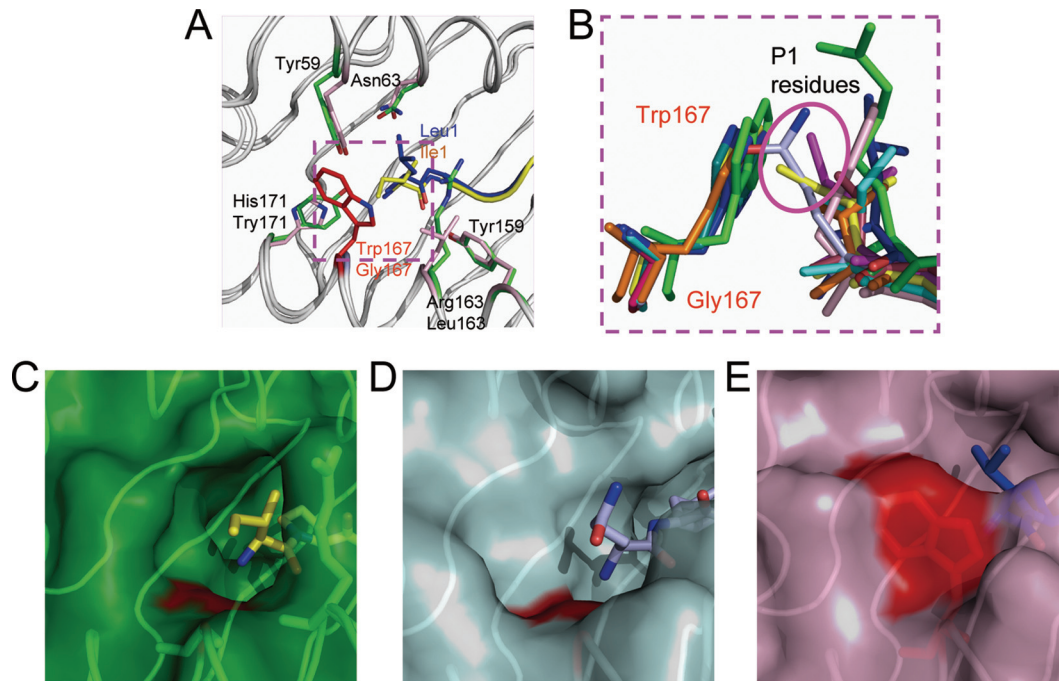 A
Tyr59
Asn63
Leu1
Ile1
His171
Try171
Tyr159
Trp167
Gly167
Arg163
Leu163
B
P1
residues
Trp167
Gly167
C
D
E